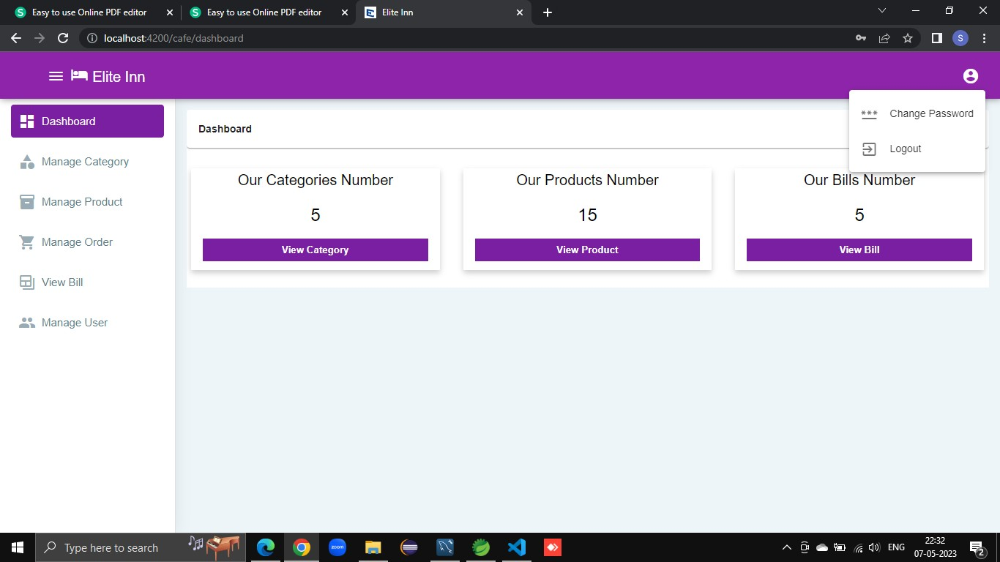 Easy to use Online PDF editor
Easy to use Online PDF editor
Elite Inn
localhost:4200/cafe/dashboard
S
Elite Inn
Change Password
Logout
Dashboard
Manage Category
Manage Product
Manage Order
View Bill
Manage User
Dashboard
Our Categories Number
5
View Category
Our Products Number
15
View Product
Our Bills Number
5
View Bill
Type here to search
zoom
ENG
22:32
07-05-2023
2